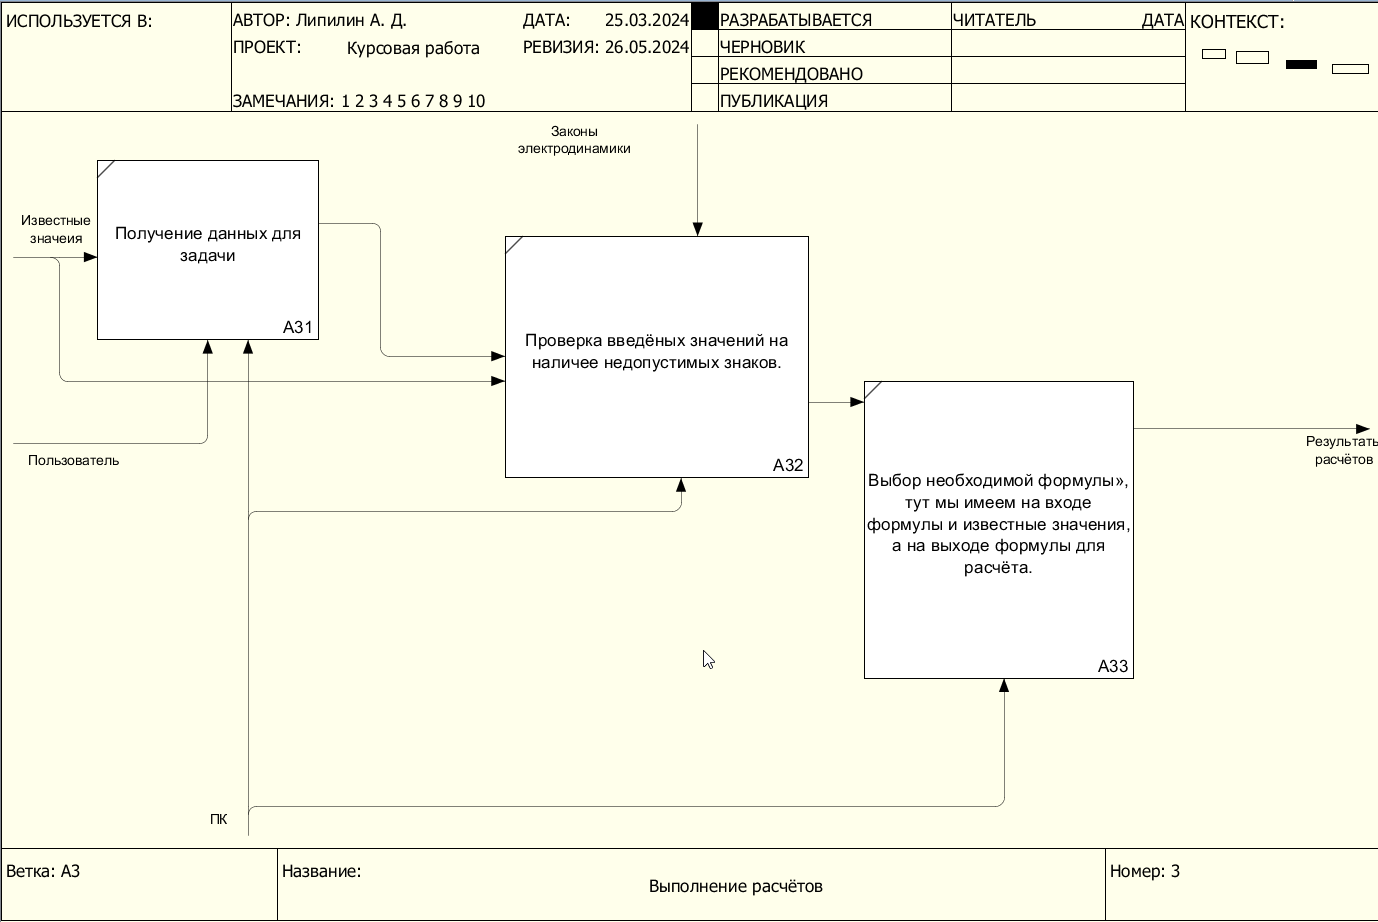 ИСПОЛЬЗУЕТСЯ В:
АВТОР: Липилин А. Д.
ДАТА: 25.03.2024
ПРОЕКТ: Курсовая работа
РЕВИЗИЯ: 26.05.2024
ЗАМЕЧАНИЯ: 1 2 3 4 5 6 7 8 9 10
РАЗРАБАТЫВАЕТСЯ
ЧЕРНОВИК
РЕКОМЕНДОВАНО
ПУБЛИКАЦИЯ
ЧИТАТЕЛЬ ДАТА
КОНТЕКСТ:
Законы
электродинамики
Известные
значеия
Получение данных для
задачи
A31
Проверка введёных значений на
наличее недопустимых знаков.
A32
Пользователь
Выбор необходимой формулы»,
тут мы имеем на входе
формулы и известные значения,
а на выходе формулы для
расчёта.
A33
Результать
расчётов
ПК
Ветка: A3
Название:
Выполнение расчётов
Номер: 3